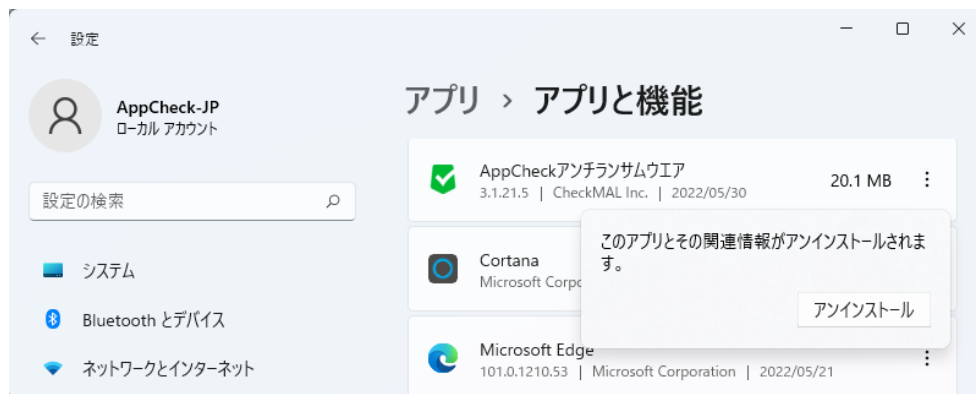 設定
AppCheck-JP
ローカル アカウント
設定の検索
システム
Bluetooth とデバイス
ネットワークとインターネット
アプリ › アプリと機能
AppCheckアンチランサムウエア
3.1.21.5 | CheckMAL Inc. | 2022/05/30
20.1 MB
このアプリとその関連情報がアンインストールされま
す。
アンインストール
Cortana
Microsoft Corpo
Microsoft Edge
101.0.1210.53 | Microsoft Corporation | 2022/05/21